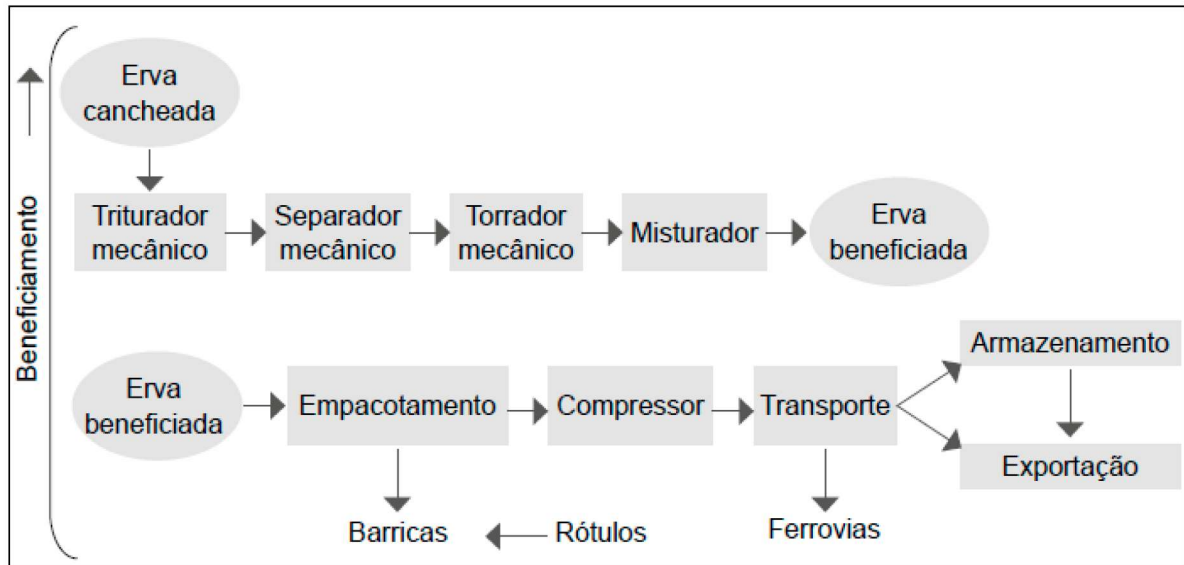 Beneficiamento
Erva
cancheada
Triturador
mecânico
Separador
mecânico
Torrador
mecânico
Misturador
Erva
beneficiada
Erva
beneficiada
Empacotamento
Compressor
Transporte
Armazenamento
Exportação
Barricas
Rótulos
Ferrovias